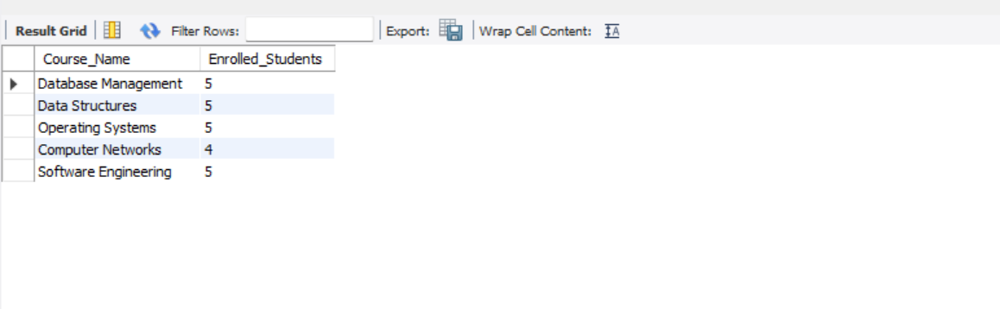 Result Grid Filter Rows: Export: Wrap Cell Content: IA
Course_Name Enrolled_Students
Database Management 5
Data Structures 5
Operating Systems 5
Computer Networks 4
Software Engineering 5